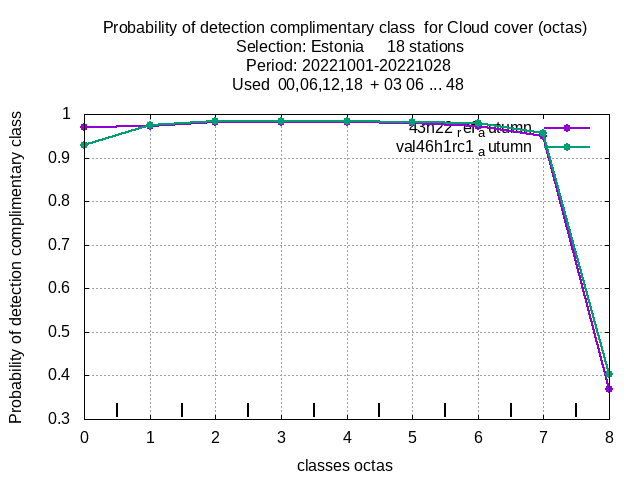 Probability of detection complimentary class for Cloud cover (octas)
Selection: Estonia 18 stations
Period: 20221001-20221028
Used 00,06,12,18 + 03 06 ... 48
Probability of detection complimentary class
1
0.9
0.8
0.7
0.6
0.5
0.4
0.3
43h22 refa utumn
val46h1rc1 a utumn
0 1 2 3 4 5 6 7 8
classes octas